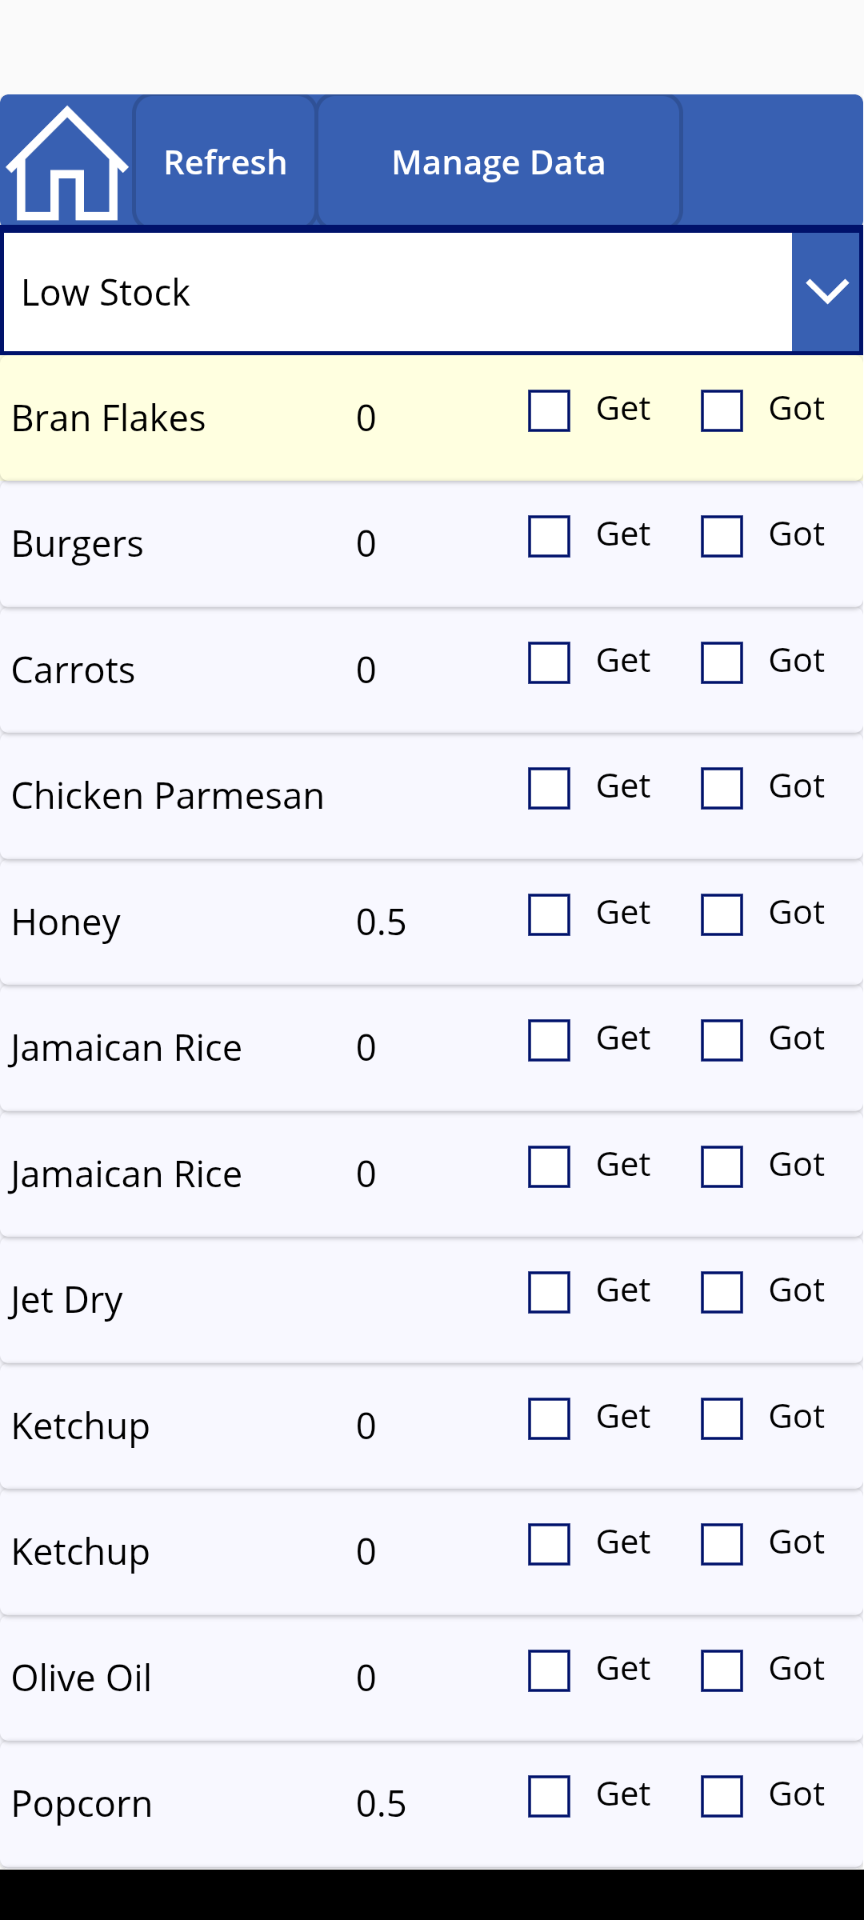 Refresh Manage Data
Low Stock
Bran Flakes 0 Get Got
Burgers 0 Get Got
Carrots 0 Get Got
Chicken Parmesan Get Got
Honey 0.5 Get Got
Jamaican Rice 0 Get Got
Jamaican Rice 0 Get Got
Jet Dry Get Got
Ketchup 0 Get Got
Ketchup 0 Get Got
Olive Oil 0 Get Got
Popcorn 0.5 Get Got